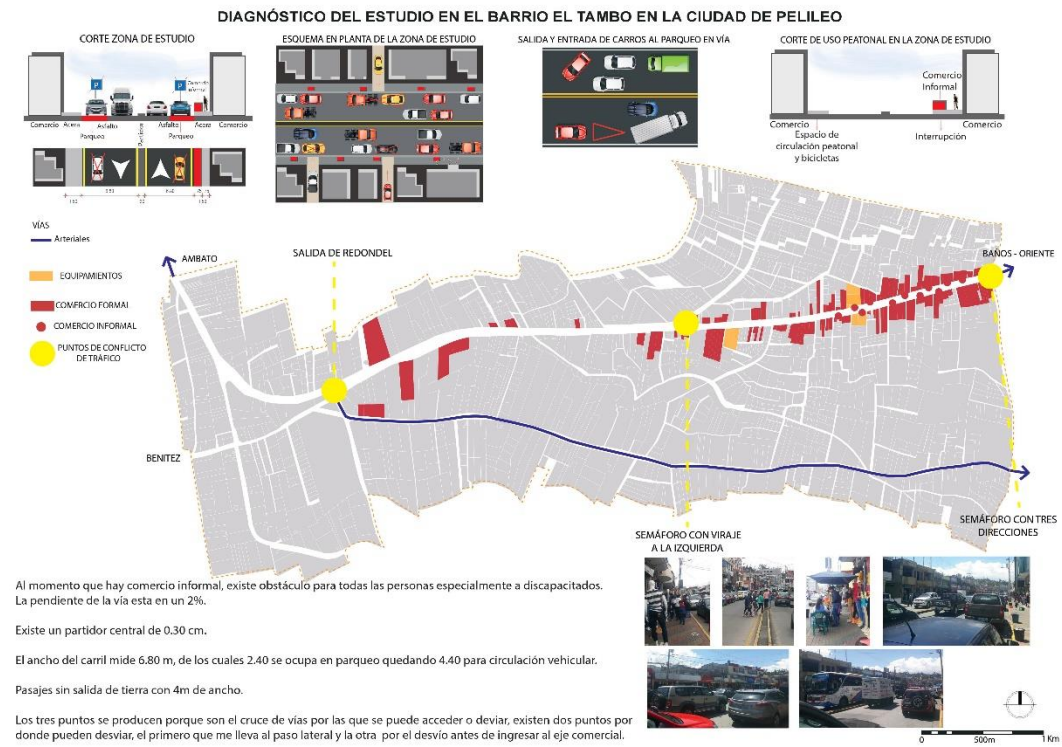 DIAGNÓSTICO DEL ESTUDIO EN EL BARRIO EL TAMBO EN LA CIUDAD DE PELILEO
CORTE ZONA DE ESTUDIO
ESQUEMA EN PLANTA DE LA ZONA DE ESTUDIO
SALIDA Y ENTRADA DE CARROS AL PARQUEO EN VÍA
CORTE DE USO PEATONAL EN LA ZONA DE ESTUDIO
Comercio
Informal
Comercio
Acera
Asfalto
Parqueo
Asfalto
Parqueo
Acera
Comercio
Comercio
Informal
Comercio
Espacio de
circulación peatonal
y bicicletas
Interrupción
Comercio
VÍAS
Arteriales
EQUIPAMIENTOS
COMERCIO FORMAL
COMERCIO INFORMAL
PUNTOS DE CONFLICTO
DE TRÁFICO
AMBATO
SALIDA DE REDONDEL
BAÑOS - ORIENTE
BENITEZ
SEMÁFORO CON VIRAJE
A LA IZQUIERDA
SEMÁFORO CON TRES
DIRECCIONES
Al momento que hay comercio informal, existe obstáculo para todas las personas especialmente a discapacitados.
La pendiente de la vía esta en un 2%.
Existe un partidor central de 0.30 cm.
El ancho del carril mide 6.80 m, de los cuales 2.40 se ocupa en parqueo quedando 4.40 para circulación vehicular.
Pasajes sin salida de tierra con 4m de ancho.
Los tres puntos se producen porque son el cruce de vías por las que se puede acceder o deviar, existen dos puntos por
donde pueden desviar, el primero que me lleva al paso lateral y la otra por el desvío antes de ingresar al eje comercial.
0 500m 1 Km